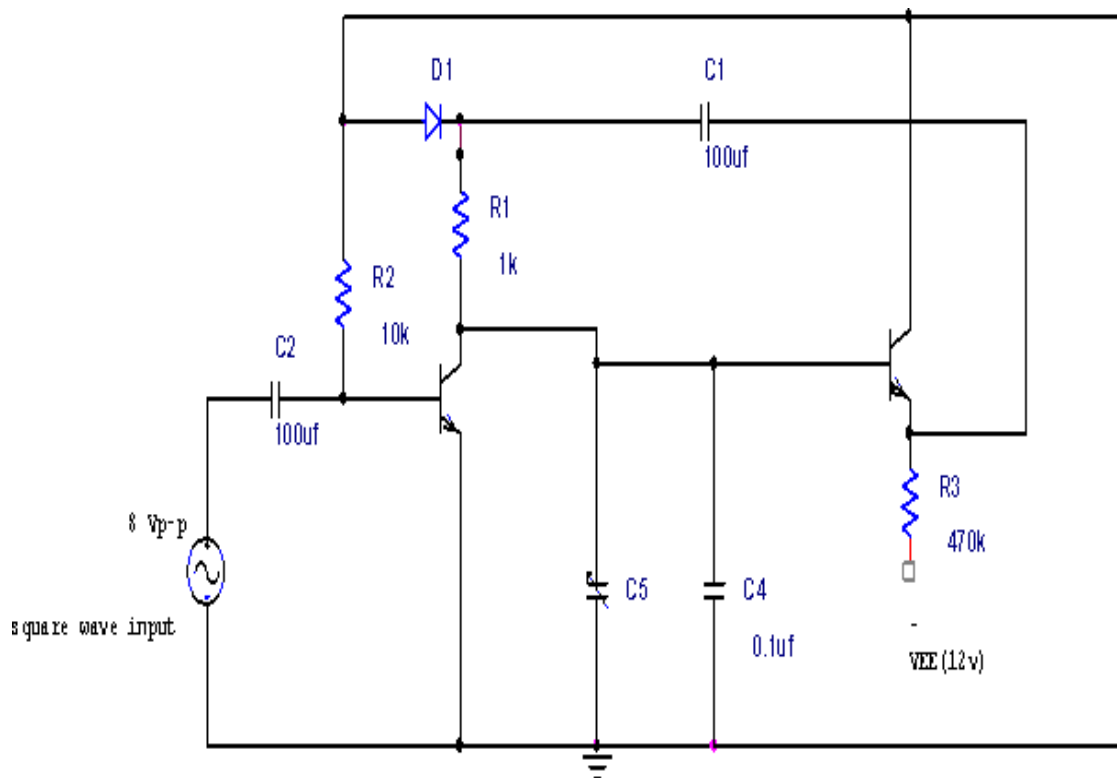 D1
C1
100uf
R1
1k
R2
10k
C2
100uf
R3
470k
8 Vp-p
C5
C4
square wave input
0.1uf
-
VEE(12v)